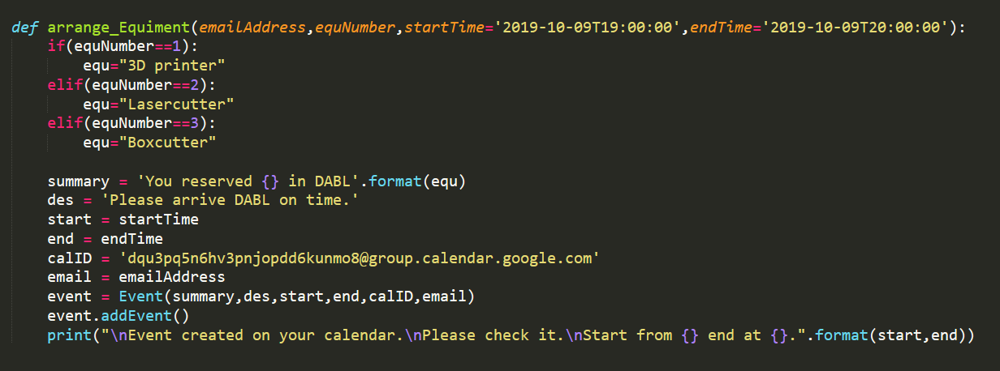 def arrange_Equiment(emailAddress,equNumber,startTime='2019-10-09T19:00:00',endTime='2019-10-09T20:00:00'):
    if(equNumber==1):
        equ="3D printer"
    elif(equNumber==2):
        equ="Lasercutter"
    elif(equNumber==3):
        equ="Boxcutter"

    summary = 'You reserved {} in DABL'.format(equ)
    des = 'Please arrive DABL on time.'
    start = startTime
    end = endTime
    calID = 'dqu3pq5n6hv3pnjopdd6kunmo8@group.calendar.google.com'
    email = emailAddress
    event = Event(summary,des,start,end,calID,email)
    event.addEvent()
    print("\nEvent created on your calendar.\nPlease check it.\nStart from {} end at {}.".format(start,end))